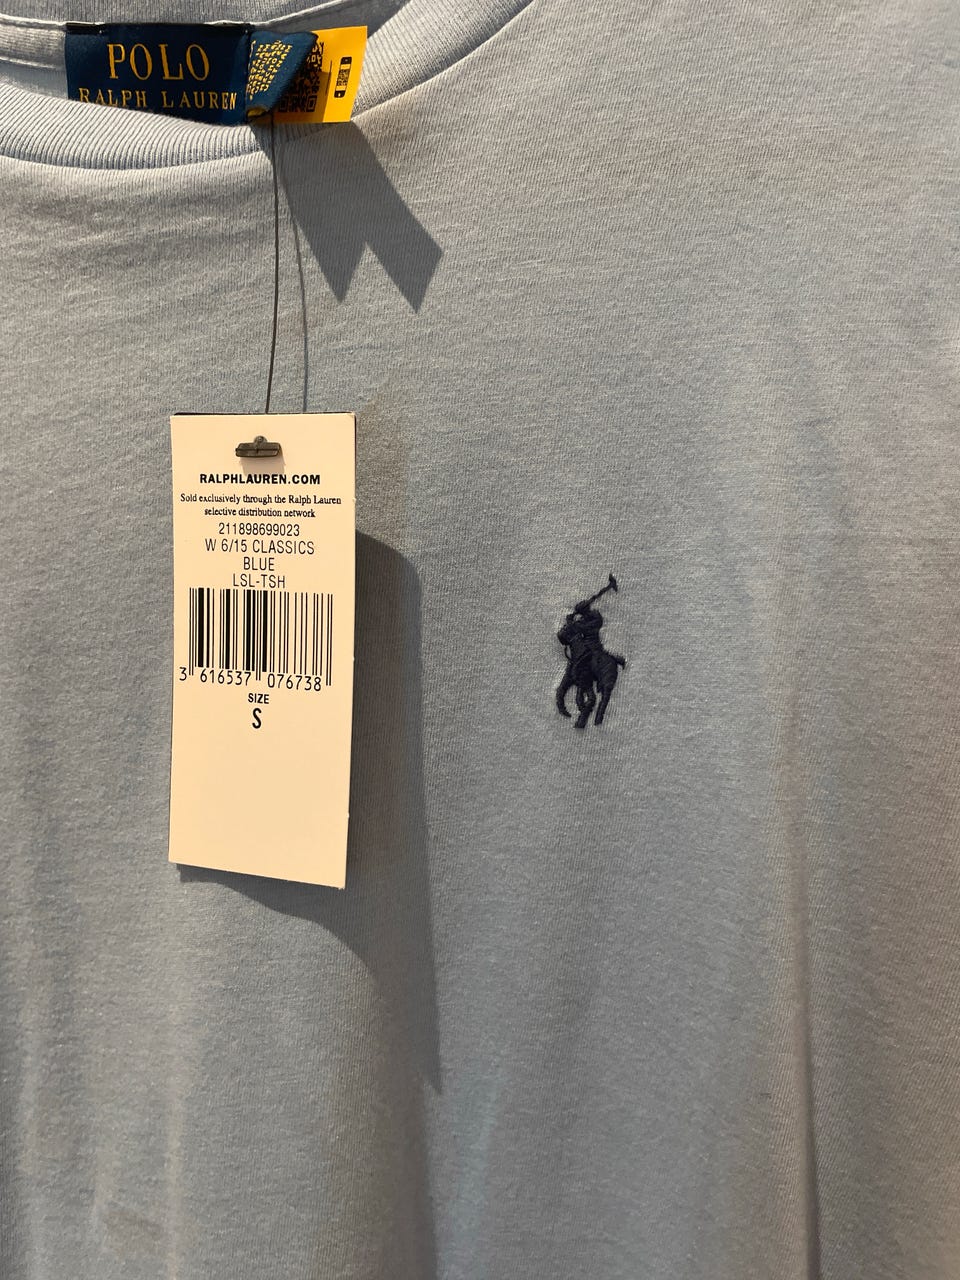 POLO
RALPH LAUREN
RALPHLAUREN.COM
Sold exclusively through the Ralph Lauren
selective distribution network
211898699023
W 6/15 CLASSICS
BLUE
LSL-TSH
3 616537 076738
SIZE
S